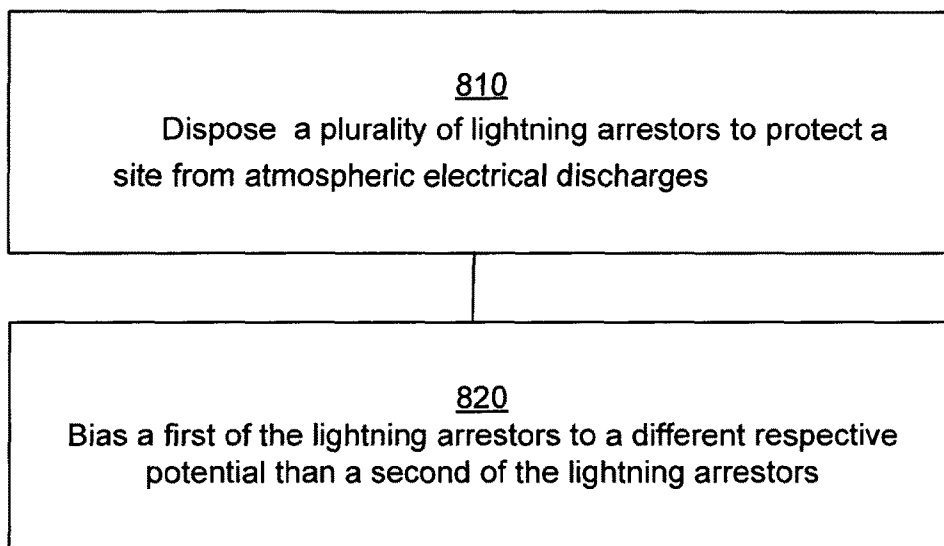 810
Dispose a plurality of lightning arrestors to protect a
site from atmospheric electrical discharges
820
Bias a first of the lightning arrestors to a different respective
potential than a second of the lightning arrestors